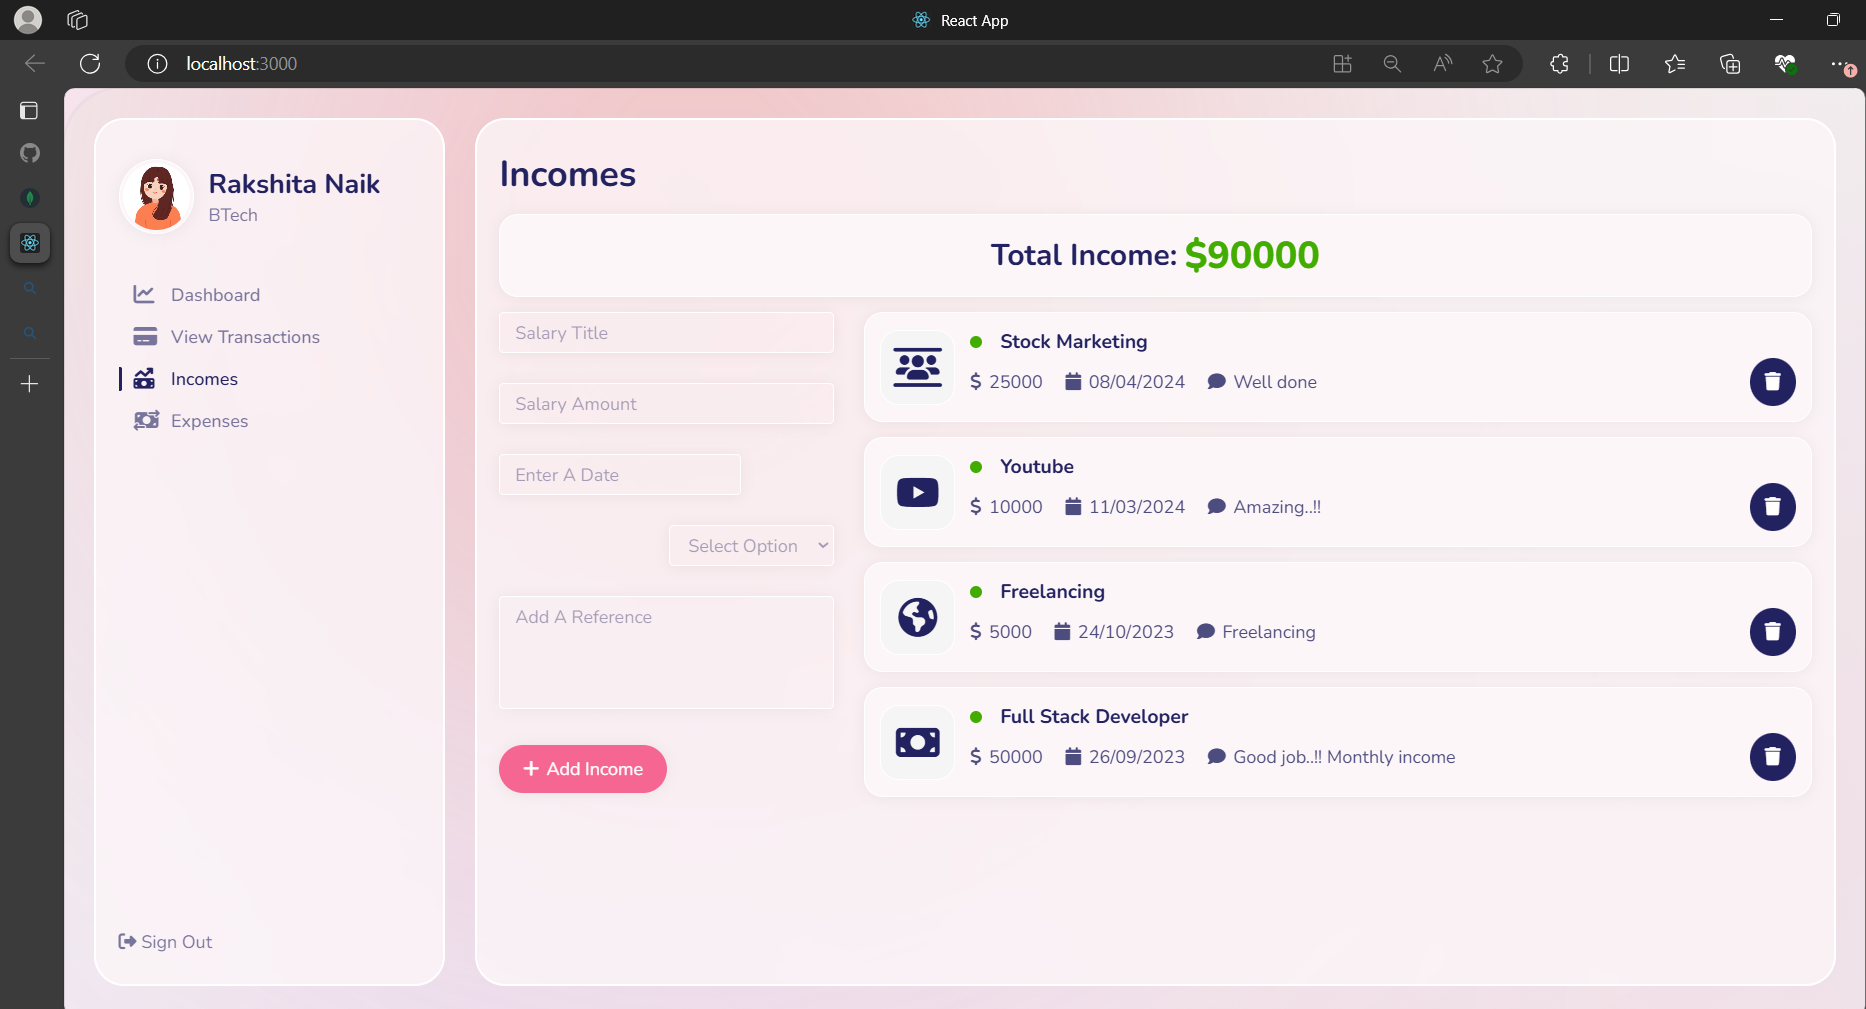 React App
localhost:3000
Rakshita Naik
BTech
Dashboard
View Transactions
Incomes
Expenses
Sign Out
Incomes
Total Income: $90000
Salary Title
Salary Amount
Enter A Date
Select Option
Add A Reference
+ Add Income
Stock Marketing
$ 25000 08/04/2024 Well done
Youtube
$ 10000 11/03/2024 Amazing..!!
Freelancing
$ 5000 24/10/2023 Freelancing
Full Stack Developer
$ 50000 26/09/2023 Good job..!! Monthly income